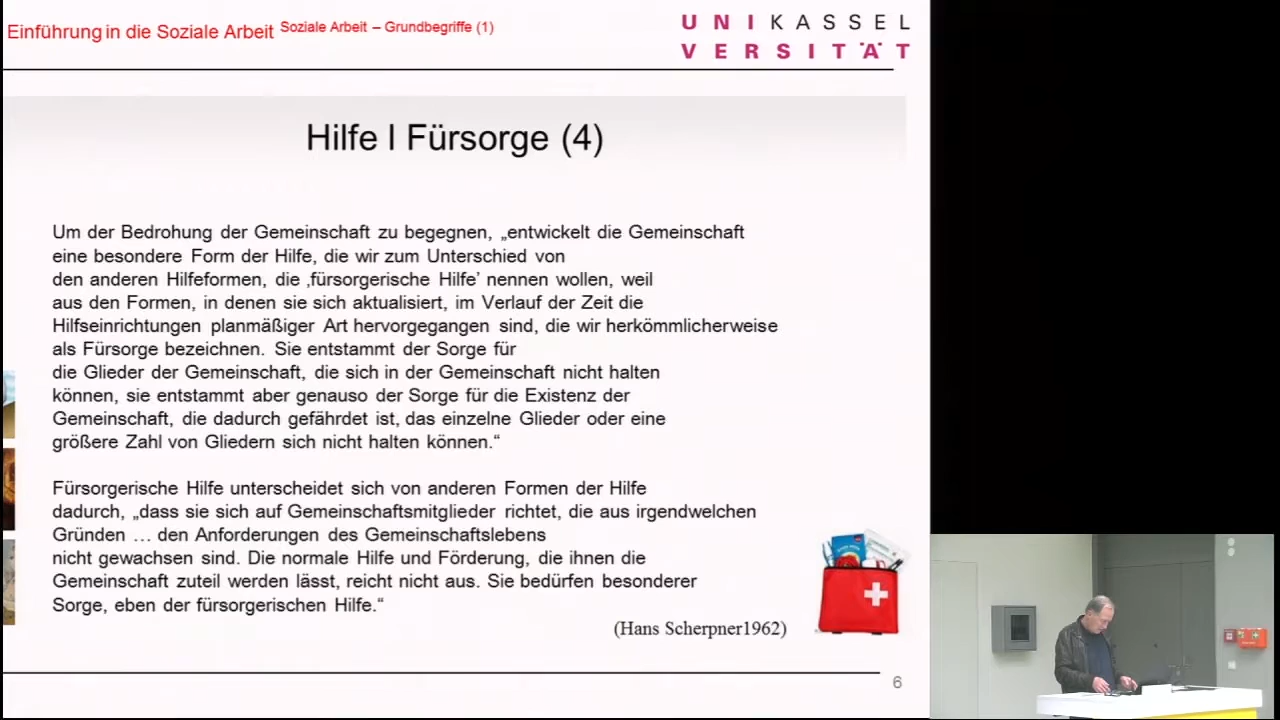 Einführung in die Soziale Arbeit Soziale Arbeit – Grundbegriffe (1)
UNIKASSEL
VERSITÄT
Hilfe I Fürsorge (4)
Um der Bedrohung der Gemeinschaft zu begegnen, „entwickelt die Gemeinschaft
eine besondere Form der Hilfe, die wir zum Unterschied von
den anderen Hilfeformen, die ‚fürsorgerische Hilfe’ nennen wollen, weil
aus den Formen, in denen sie sich aktualisiert, im Verlauf der Zeit die
Hilfseinrichtungen planmäßiger Art hervorgegangen sind, die wir herkömmlicherweise
als Fürsorge bezeichnen. Sie entstammt der Sorge für
die Glieder der Gemeinschaft, die sich in der Gemeinschaft nicht halten
können, sie entstammt aber genauso der Sorge für die Existenz der
Gemeinschaft, die dadurch gefährdet ist, das einzelne Glieder oder eine
größere Zahl von Gliedern sich nicht halten können.“
Fürsorgerische Hilfe unterscheidet sich von anderen Formen der Hilfe
dadurch, „dass sie sich auf Gemeinschaftsmitglieder richtet, die aus irgendwelchen
Gründen … den Anforderungen des Gemeinschaftslebens
nicht gewachsen sind. Die normale Hilfe und Förderung, die ihnen die
Gemeinschaft zuteil werden lässt, reicht nicht aus. Sie bedürfen besonderer
Sorge, eben der fürsorgerischen Hilfe.“
(Hans Scherpner1962)
6